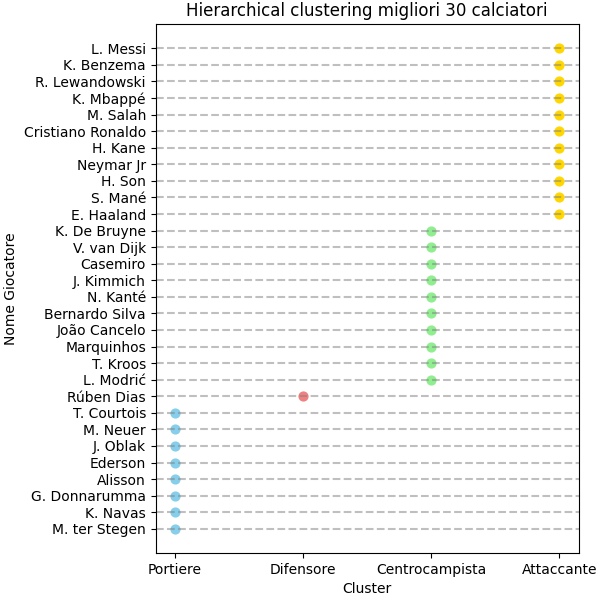 Hierarchical clustering migliori 30 calciatori
L. Messi
K. Benzema
R. Lewandowski
K. Mbappé
M. Salah
Cristiano Ronaldo
H. Kane
Neymar Jr
H. Son
S. Mané
E. Haaland
K. De Bruyne
V. van Dijk
Casemiro
J. Kimmich
N. Kanté
Bernardo Silva
João Cancelo
Marquinhos
T. Kroos
L. Modrić
Rúben Dias
T. Courtois
M. Neuer
J. Oblak
Ederson
Alisson
G. Donnarumma
K. Navas
M. ter Stegen
Nome Giocatore
Portiere Difensore Centrocampista Attaccante
Cluster